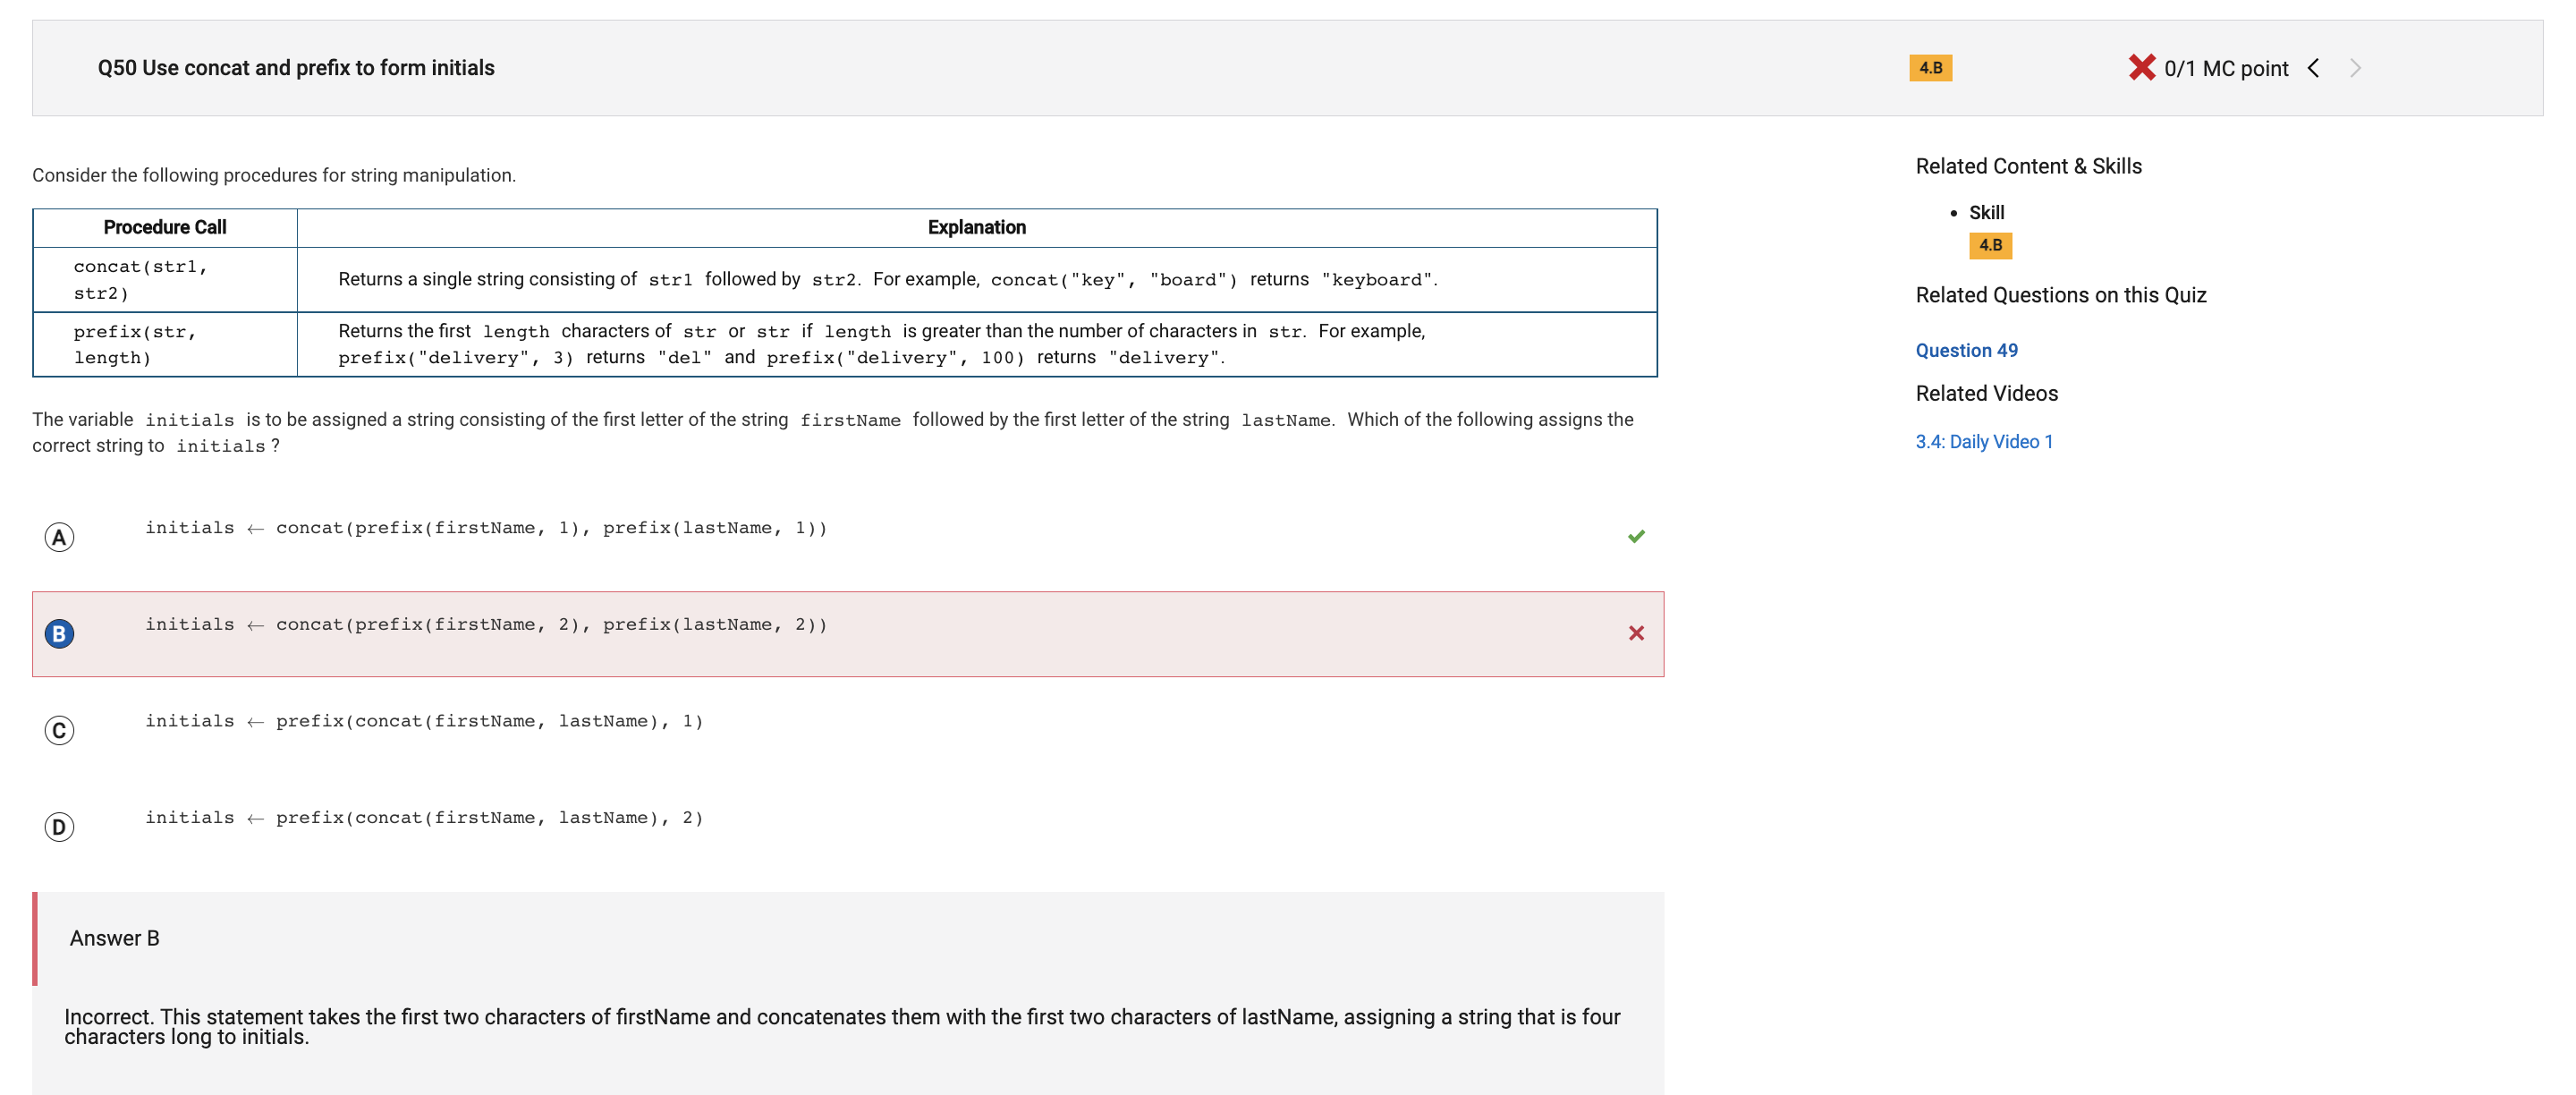 Q50 Use concat and prefix to form initials
4.B
0/1 MC point
Consider the following procedures for string manipulation.
Procedure Call
Explanation
concat(str1,
str2)
Returns a single string consisting of str1 followed by str2. For example, concat("key", "board") returns "keyboard".
prefix(str,
length)
Returns the first length characters of str or str if length is greater than the number of characters in str. For example,
prefix("delivery", 3) returns "del" and prefix("delivery", 100) returns "delivery".
The variable initials is to be assigned a string consisting of the first letter of the string firstName followed by the first letter of the string lastName. Which of the following assigns the
correct string to initials ?
A
initials ← concat(prefix(firstName, 1), prefix(lastName, 1))
B
initials ← concat(prefix(firstName, 2), prefix(lastName, 2))
C
initials ← prefix(concat(firstName, lastName), 1)
D
initials ← prefix(concat(firstName, lastName), 2)
Answer B
Incorrect. This statement takes the first two characters of firstName and concatenates them with the first two characters of lastName, assigning a string that is four
characters long to initials.
Related Content & Skills
• Skill
4.B
Related Questions on this Quiz
Question 49
Related Videos
3.4: Daily Video 1